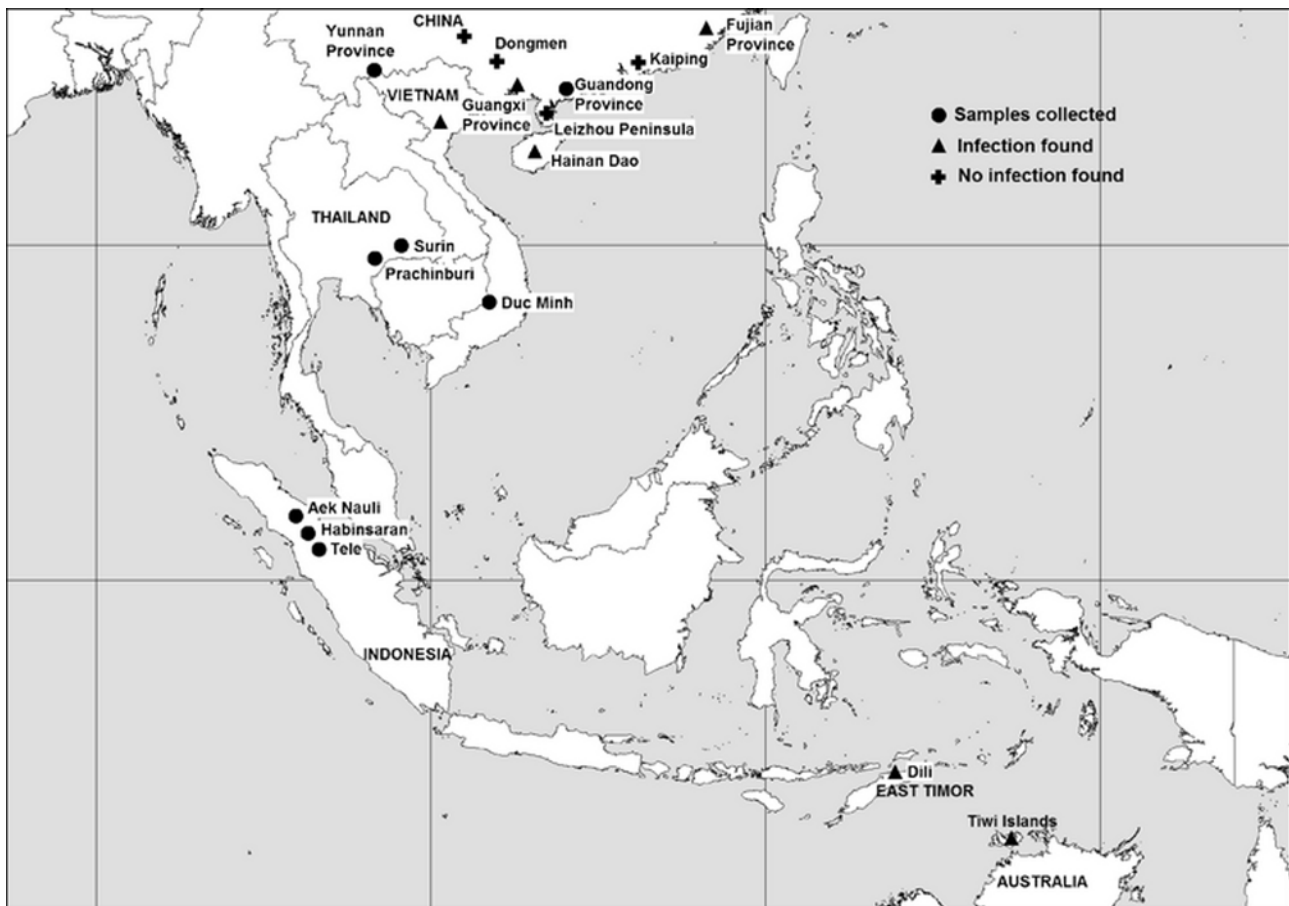 CHINA
Fujian
Province
Yunnan
Province
Dongmen
Kaiping
Guandong
Province
VIETNAM
Guangxi
Province
Leizhou Peninsula
Hainan Dao
Samples collected
Infection found
No infection found
THAILAND
Surin
Prachinburi
Duc Minh
Aek Nauli
Habinsaran
Tele
INDONESIA
Dili
EAST TIMOR
Tiwi Islands
AUSTRALIA